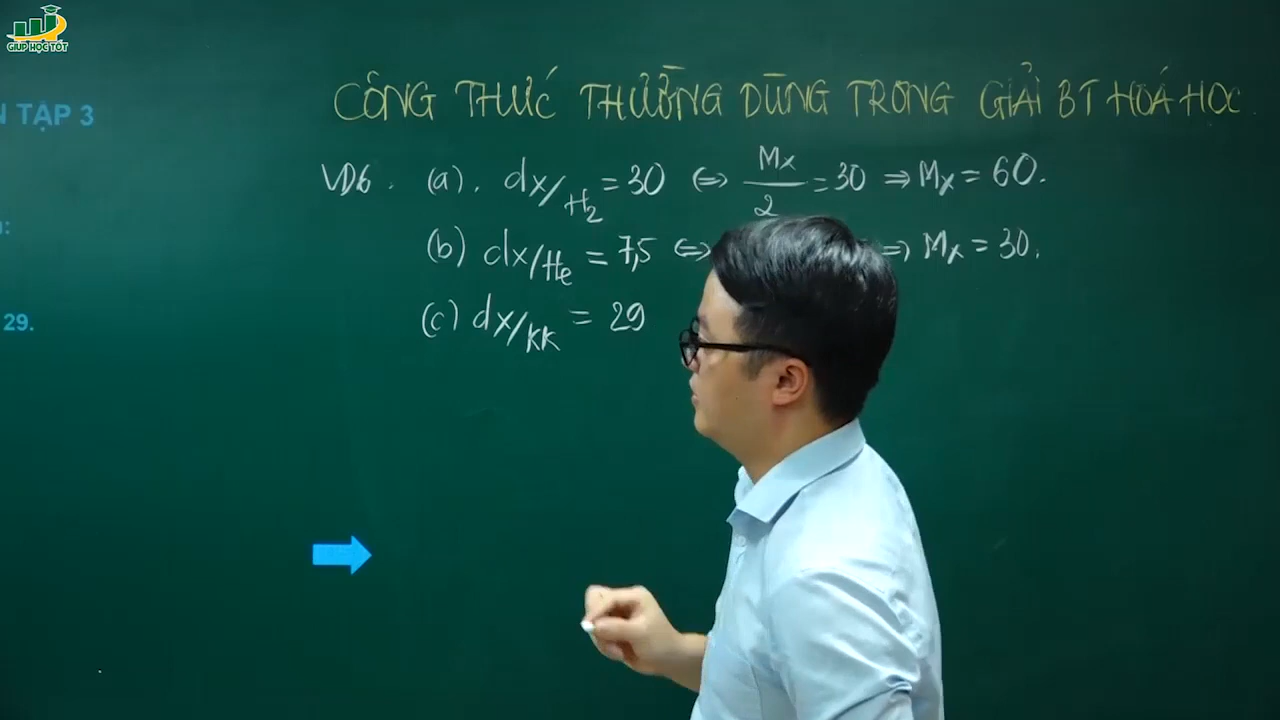 GIÚP HỌC TỐT
N TẬP 3
29.
CÔNG THỨC THƯỜNG DÙNG TRONG GIẢI BT HOÁ HỌC
VD6. (a). dx/H₂ = 30 ⇔ Mx/2 = 30 ⇒ Mx = 60.
(b) dx/He = 7,5 ⇔ ⇒ Mx = 30.
(c) dx/KK = 29